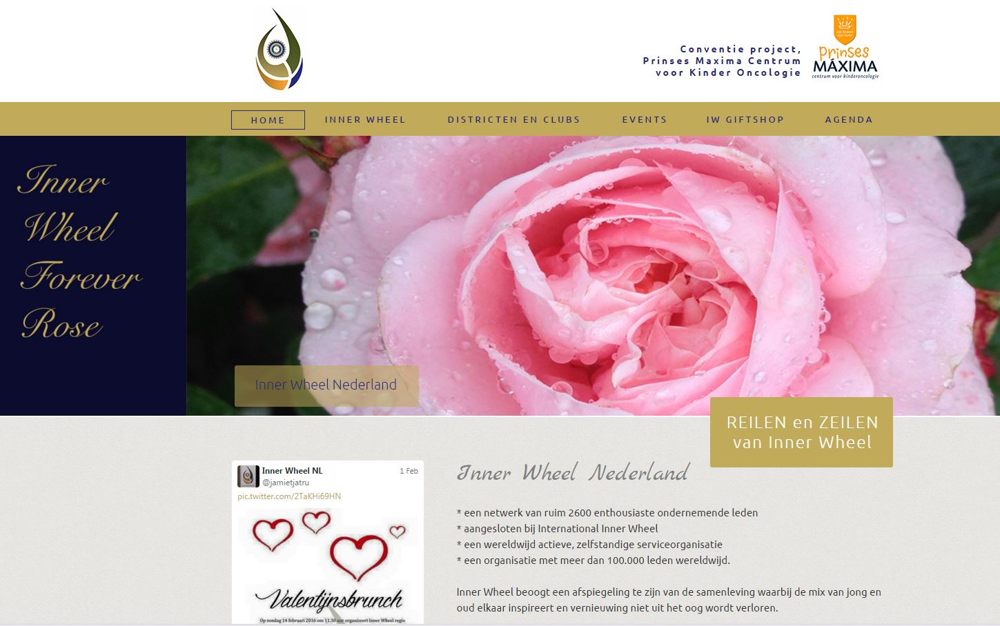 Conventie project,
Prinses Maxima Centrum
voor Kinder Oncologie
prinses
MÁXIMA
centrum voor kinderoncologie
HOME
INNER WHEEL
DISTRICTEN EN CLUBS
EVENTS
IW GIFTSHOP
AGENDA
Inner
Wheel
Forever
Rose
Inner Wheel Nederland
REILEN en ZEILEN
van Inner Wheel
Inner Wheel NL
1 Feb
@jamietjatru
pic.twitter.com/2TaKHi69HN
Valentijnsbrunch
Op zondag 14 februari 2016 om 11.30 uur organiseert Inner Wheel regio
Inner Wheel Nederland
* een netwerk van ruim 2600 enthousiaste ondernemende leden
* aangesloten bij International Inner Wheel
* een wereldwijd actieve, zelfstandige serviceorganisatie
* een organisatie met meer dan 100.000 leden wereldwijd.
Inner Wheel beoogt een afspiegeling te zijn van de samenleving waarbij de mix van jong en
oud elkaar inspireert en vernieuwing niet uit het oog wordt verloren.